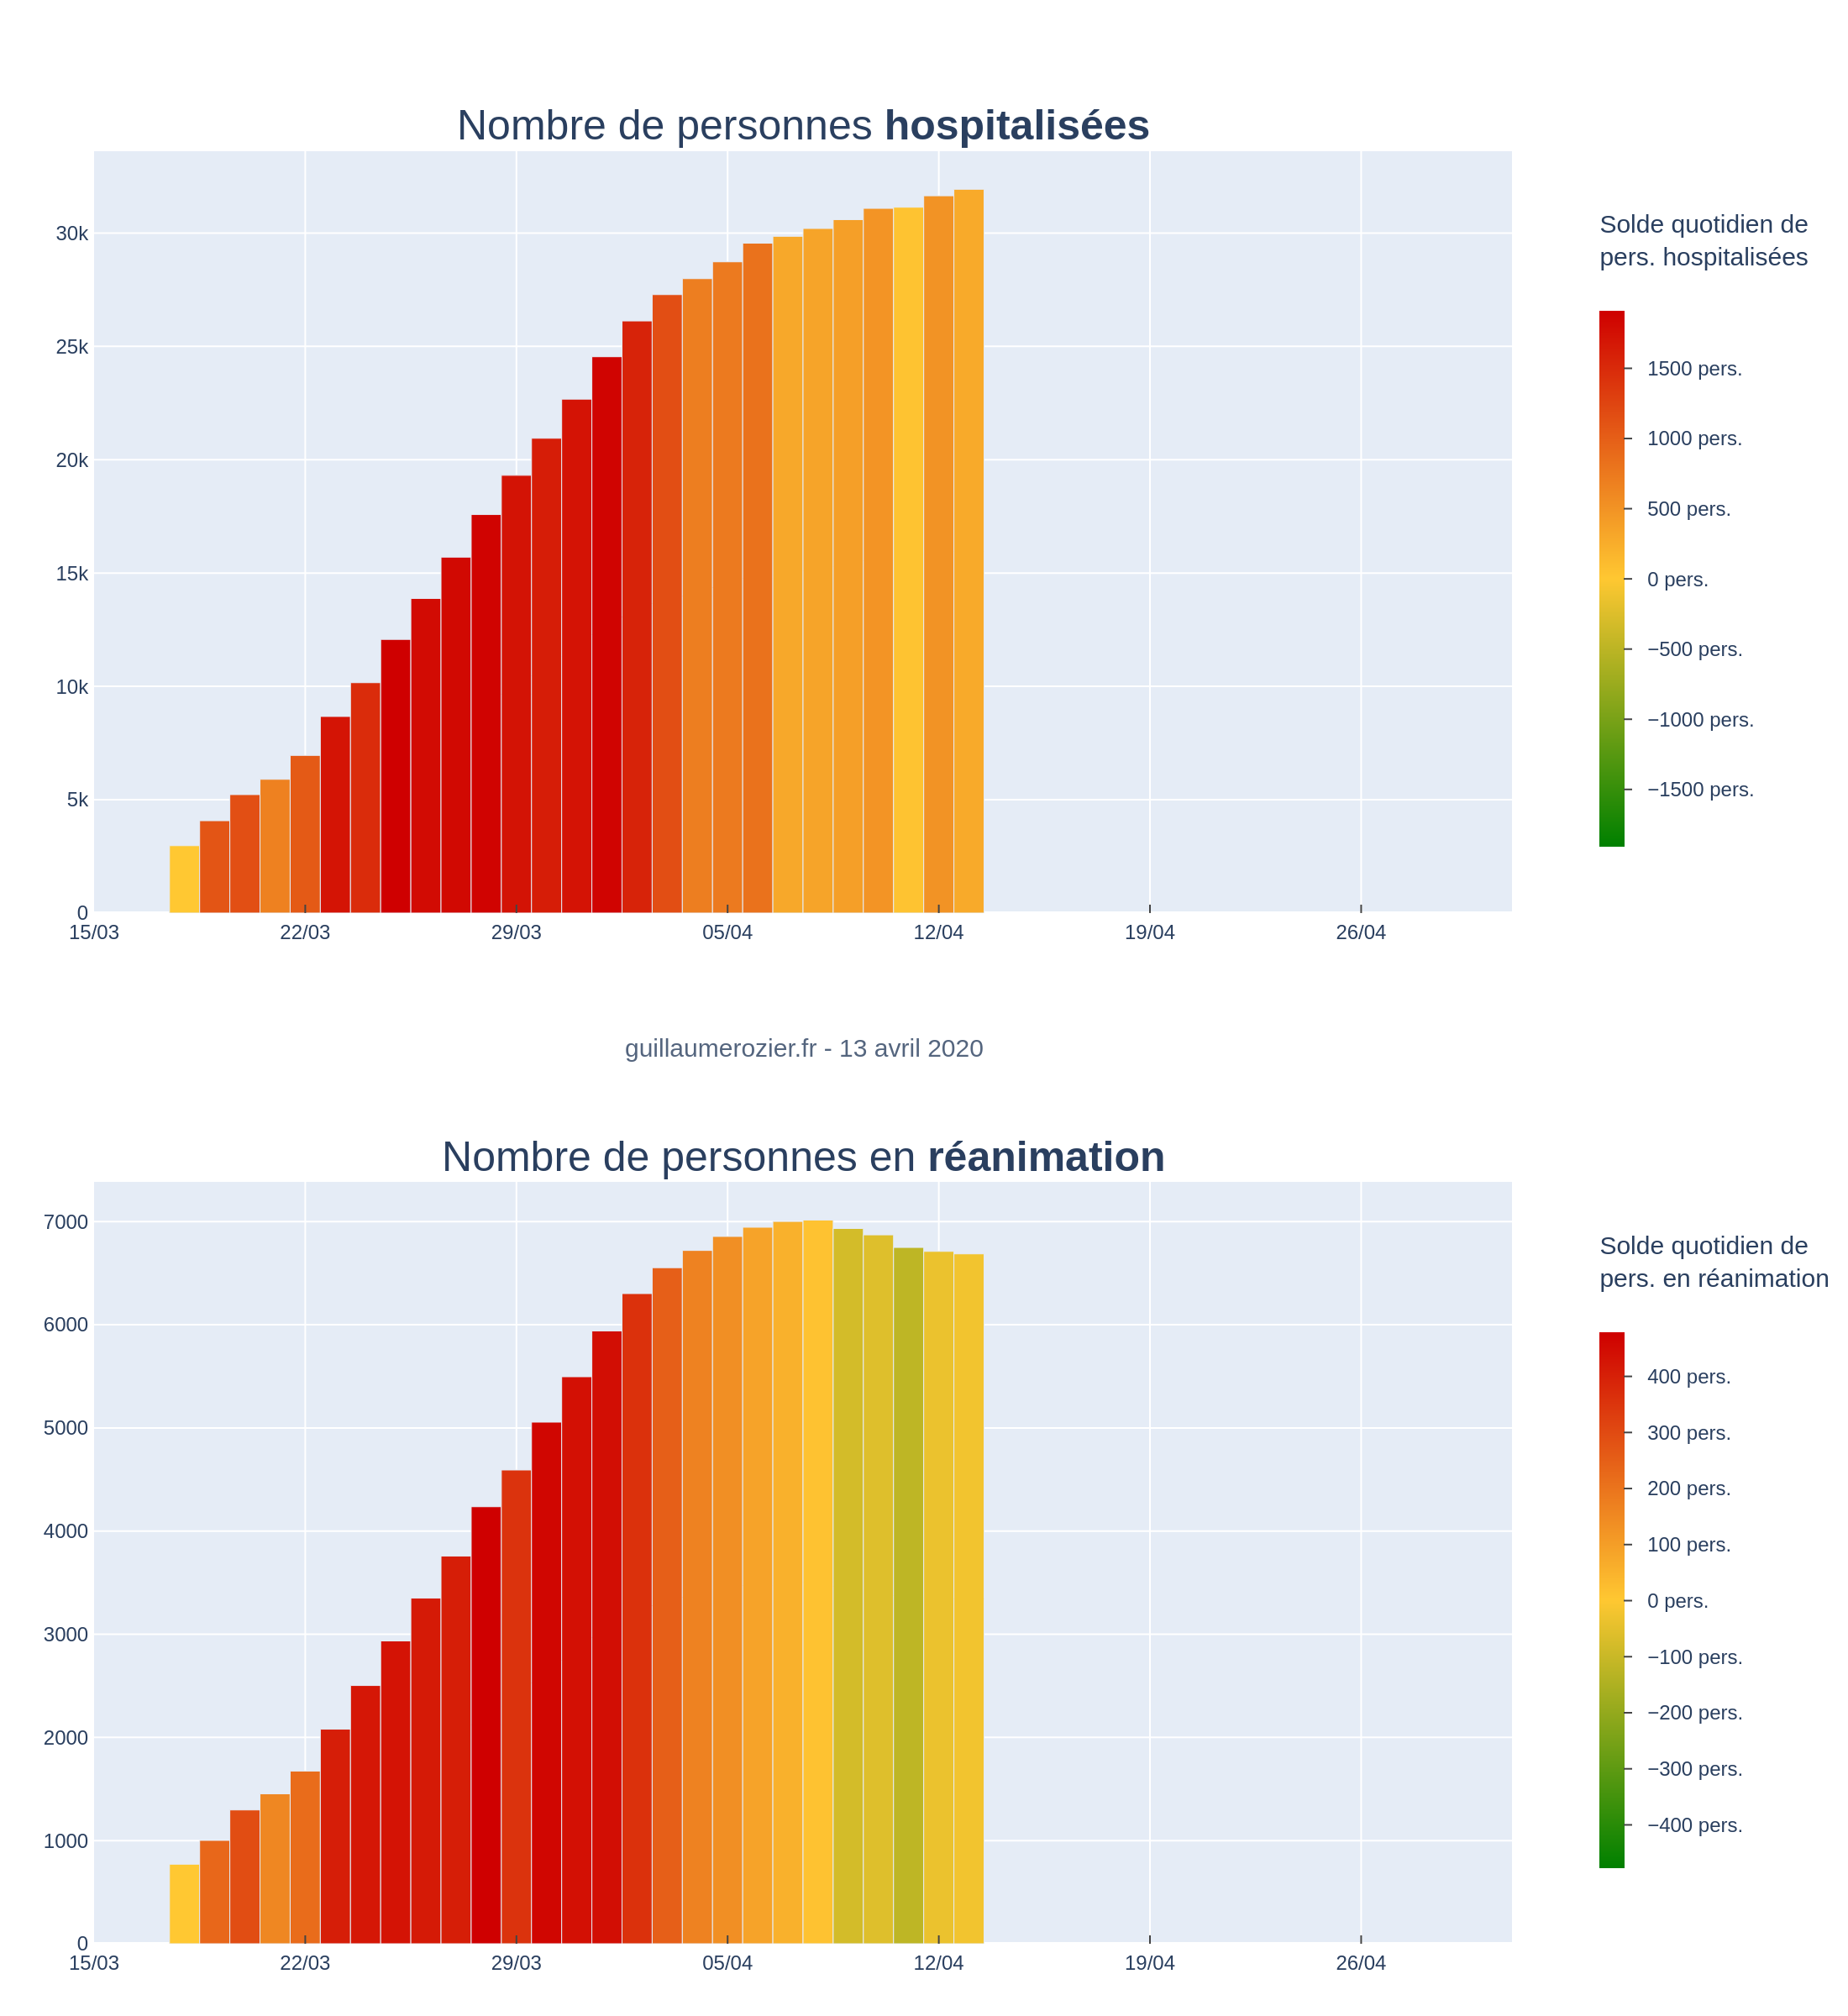 Nombre de personnes hospitalisées
30k
25k
20k
15k
10k
5k
0
15/03 22/03 29/03 05/04 12/04 19/04 26/04
Solde quotidien de
pers. hospitalisées
1500 pers.
1000 pers.
500 pers.
0 pers.
−500 pers.
−1000 pers.
−1500 pers.
guillaumerozier.fr - 13 avril 2020
Nombre de personnes en réanimation
7000
6000
5000
4000
3000
2000
1000
0
15/03 22/03 29/03 05/04 12/04 19/04 26/04
Solde quotidien de
pers. en réanimation
400 pers.
300 pers.
200 pers.
100 pers.
0 pers.
−100 pers.
−200 pers.
−300 pers.
−400 pers.